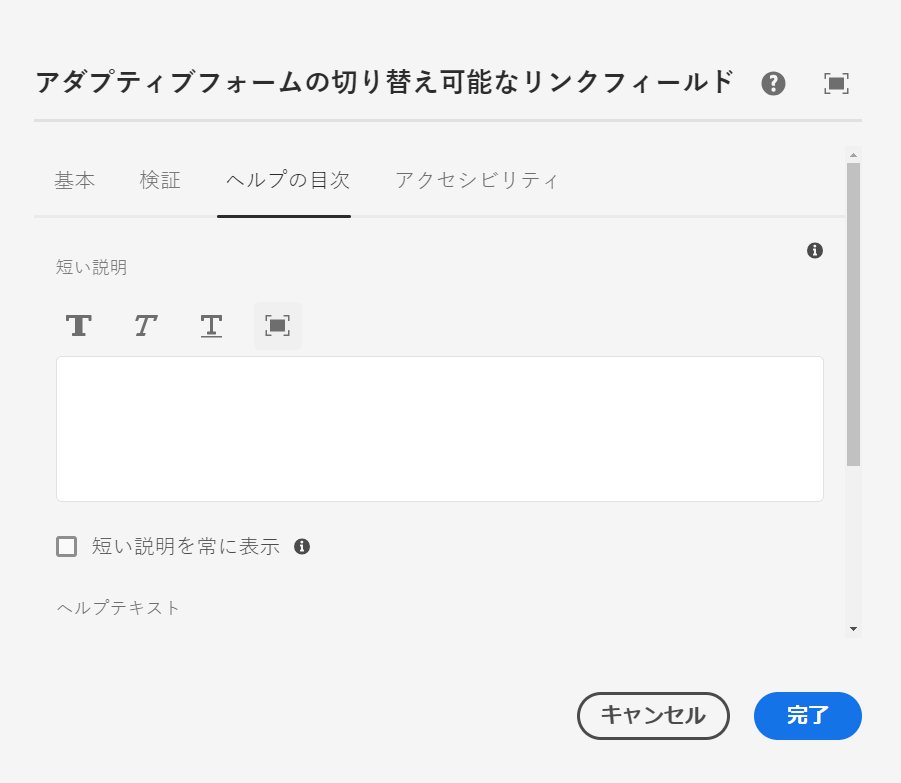 アダプティブフォームの切り替え可能なリンクフィールド
基本 検証 ヘルプの目次 アクセシビリティ
短い説明
T T T
短い説明を常に表示
ヘルプテキスト
キャンセル 完了